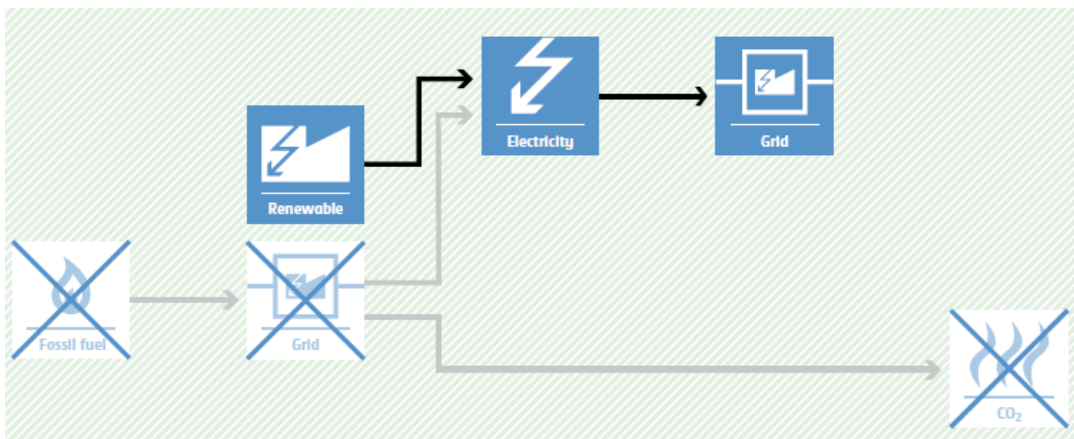 Electricity
Grid
Renewable
Fossil fuel
Grid
CO₂